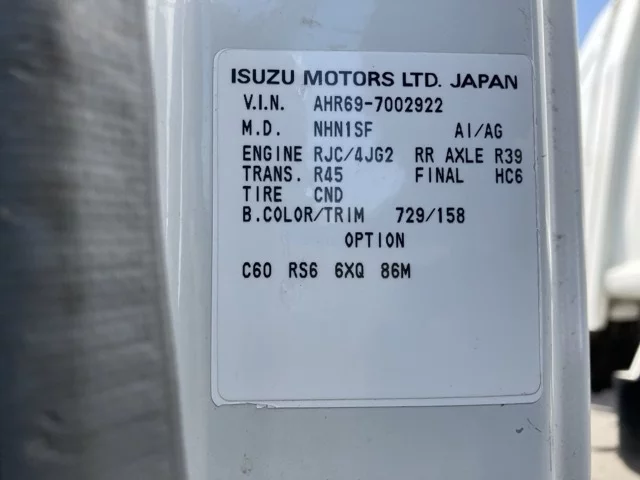 ISUZU MOTORS LTD. JAPAN
V.I.N. AHR69-7002922
M.D. NHN1SF AI/AG
ENGINE RJC/4JG2 RR AXLE R39
TRANS. R45 FINAL HC6
TIRE CND
B.COLOR/TRIM 729/158
OPTION
C60 RS6 6XQ 86M